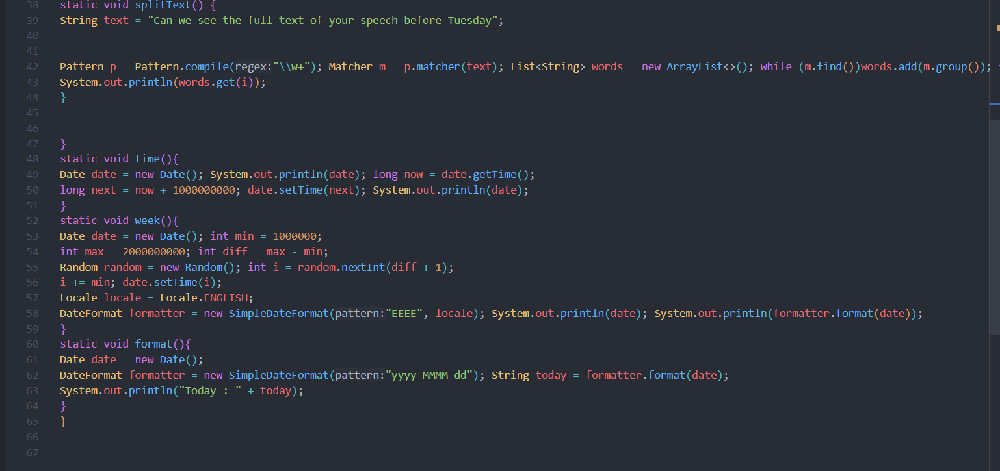 38 static void splitText() {
39 String text = "Can we see the full text of your speech before Tuesday";
40
41
42 Pattern p = Pattern.compile(regex:"\\w+"); Matcher m = p.matcher(text); List<String> words = new ArrayList<>(); while (m.find())words.add(m.group());
43 System.out.println(words.get(i));
44 }
45
46
47 }
48 static void time(){
49 Date date = new Date(); System.out.println(date); long now = date.getTime();
50 long next = now + 1000000000; date.setTime(next); System.out.println(date);
51 }
52 static void week(){
53 Date date = new Date(); int min = 1000000;
54 int max = 2000000000; int diff = max - min;
55 Random random = new Random(); int i = random.nextInt(diff + 1);
56 i += min; date.setTime(i);
57 Locale locale = Locale.ENGLISH;
58 DateFormat formatter = new SimpleDateFormat(pattern:"EEEE", locale); System.out.println(date); System.out.println(formatter.format(date));
59 }
60 static void format(){
61 Date date = new Date();
62 DateFormat formatter = new SimpleDateFormat(pattern:"yyyy MMMM dd"); String today = formatter.format(date);
63 System.out.println("Today : " + today);
64 }
65 }
66
67